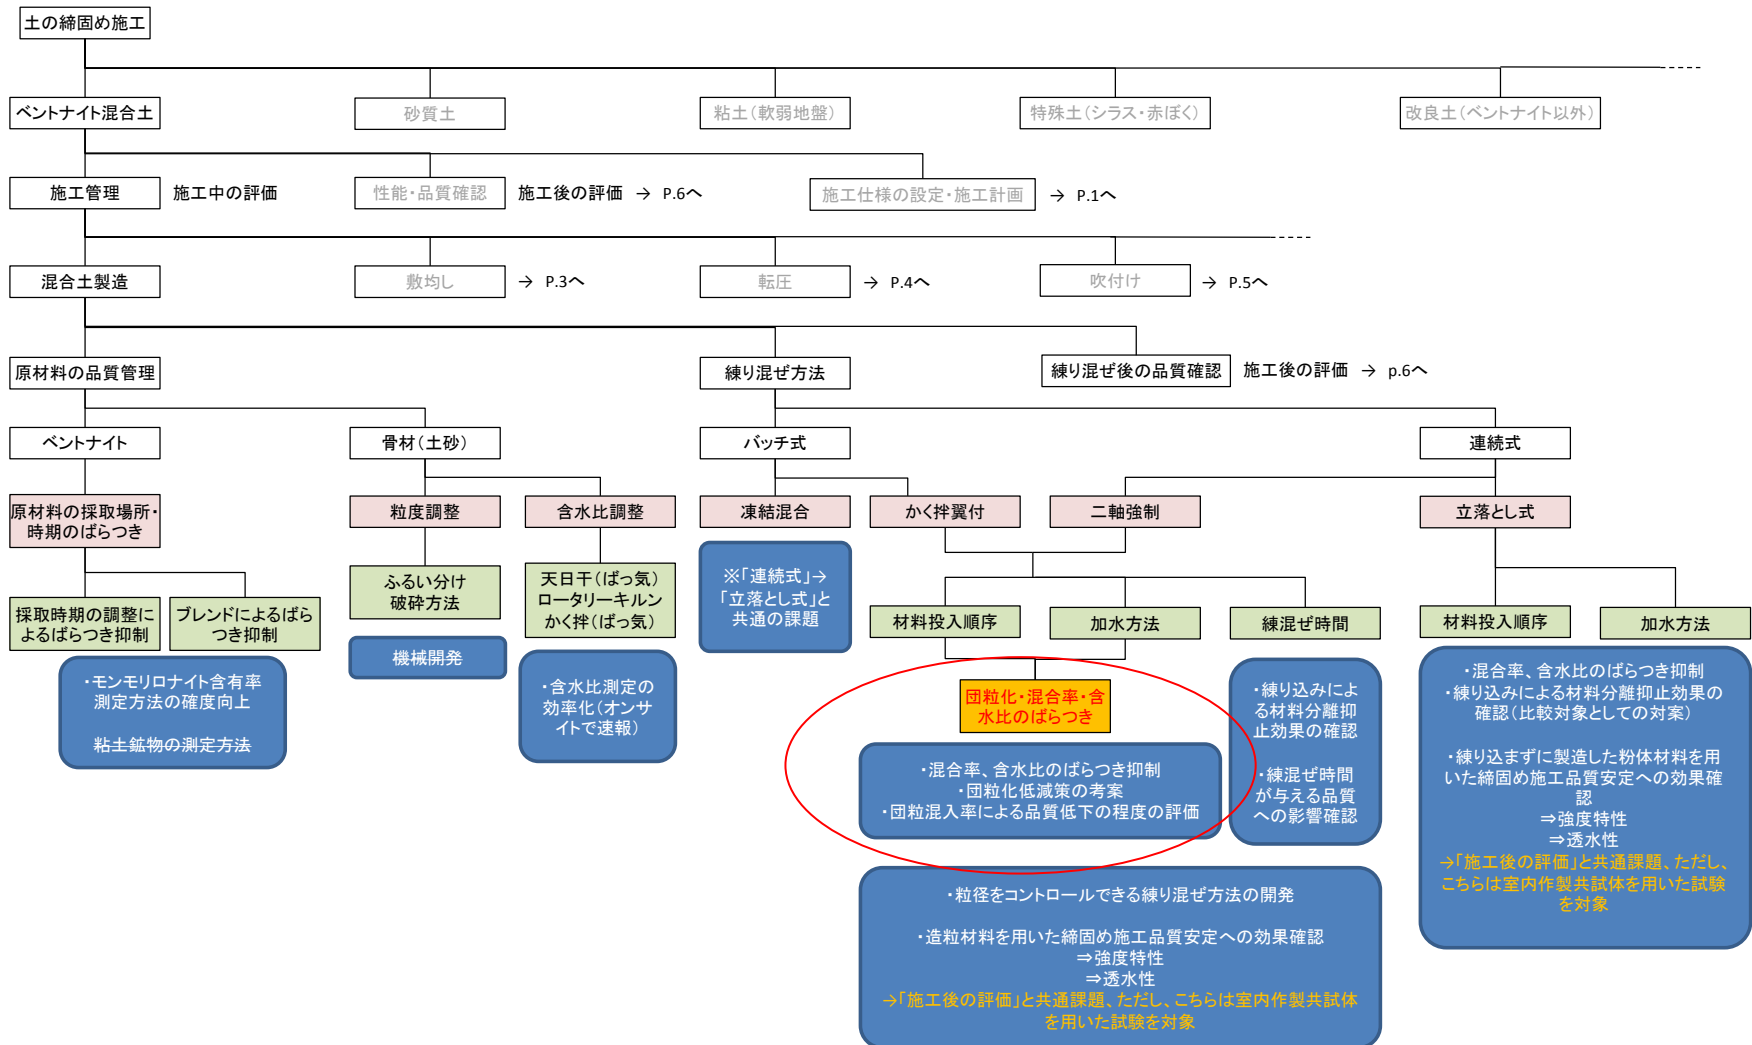 土の締固め施工
ベントナイト混合土
砂質土
粘土（軟弱地盤）
特殊土（シラス・赤ぼく）
改良土（ベントナイト以外）
施工管理
施工中の評価
性能・品質確認
施工後の評価 → P.6へ
施工仕様の設定・施工計画
→ P.1へ
混合土製造
敷均し
→ P.3へ
転圧
→ P.4へ
吹付け
→ P.5へ
原材料の品質管理
練り混ぜ方法
練り混ぜ後の品質確認
施工後の評価 → p.6へ
ベントナイト
骨材（土砂）
バッチ式
連続式
原材料の採取場所・
時期のばらつき
粒度調整
含水比調整
凍結混合
かく拌翼付
二軸強制
立落とし式
採取時期の調整に
よるばらつき抑制
ブレンドによるばら
つき抑制
ふるい分け
破砕方法
天日干（ばっ気）
ロータリーキルン
かく拌（ばっ気）
※「連続式」→
「立落とし式」と
共通の課題
材料投入順序
加水方法
練混ぜ時間
材料投入順序
加水方法
・モンモリロナイト含有率
測定方法の確度向上
粘土鉱物の測定方法
機械開発
・含水比測定の
効率化（オンサ
イトで速報）
団粒化・混合率・含
水比のばらつき
・混合率、含水比のばらつき抑制
・団粒化低減策の考案
・団粒混入率による品質低下の程度の評価
・練り込みによ
る材料分離抑
止効果の確認
・練混ぜ時間
が与える品質
への影響確認
・混合率、含水比のばらつき抑制
・練り込みによる材料分離抑止効果の
確認（比較対象としての対案）
・練り込まずに製造した粉体材料を用
いた締固め施工品質安定への効果確
認
⇒強度特性
⇒透水性
→「施工後の評価」と共通課題、ただし、
こちらは室内作製共試体を用いた試験
を対象
・粒径をコントロールできる練り混ぜ方法の開発
・造粒材料を用いた締固め施工品質安定への効果確認
⇒強度特性
⇒透水性
→「施工後の評価」と共通課題、ただし、こちらは室内作製共試体
を用いた試験を対象